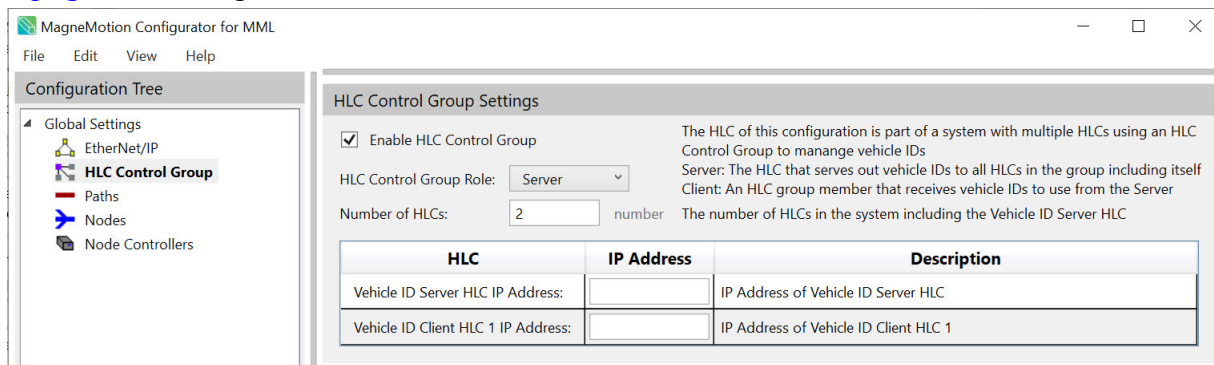 MagneMotion Configurator for MML
File Edit View Help
Configuration Tree
Global Settings
EtherNet/IP
HLC Control Group
Paths
Nodes
Node Controllers
HLC Control Group Settings
Enable HLC Control Group
The HLC of this configuration is part of a system with multiple HLCs using an HLC
Control Group to manange vehicle IDs
HLC Control Group Role: Server
Server: The HLC that serves out vehicle IDs to all HLCs in the group including itself
Client: An HLC group member that receives vehicle IDs to use from the Server
Number of HLCs: 2 number The number of HLCs in the system including the Vehicle ID Server HLC
HLC IP Address Description
Vehicle ID Server HLC IP Address: IP Address of Vehicle ID Server HLC
Vehicle ID Client HLC 1 IP Address: IP Address of Vehicle ID Client HLC 1